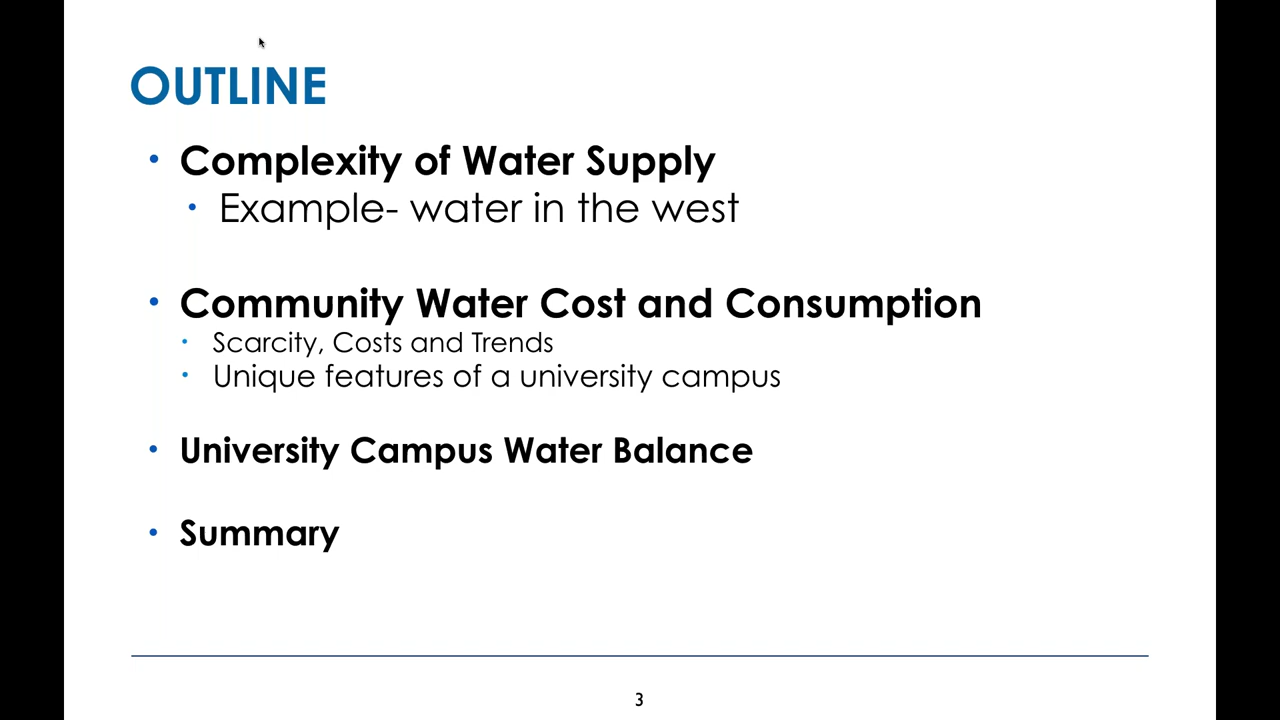 OUTLINE
• Complexity of Water Supply
• Example- water in the west
• Community Water Cost and Consumption
• Scarcity, Costs and Trends
• Unique features of a university campus
• University Campus Water Balance
• Summary
3